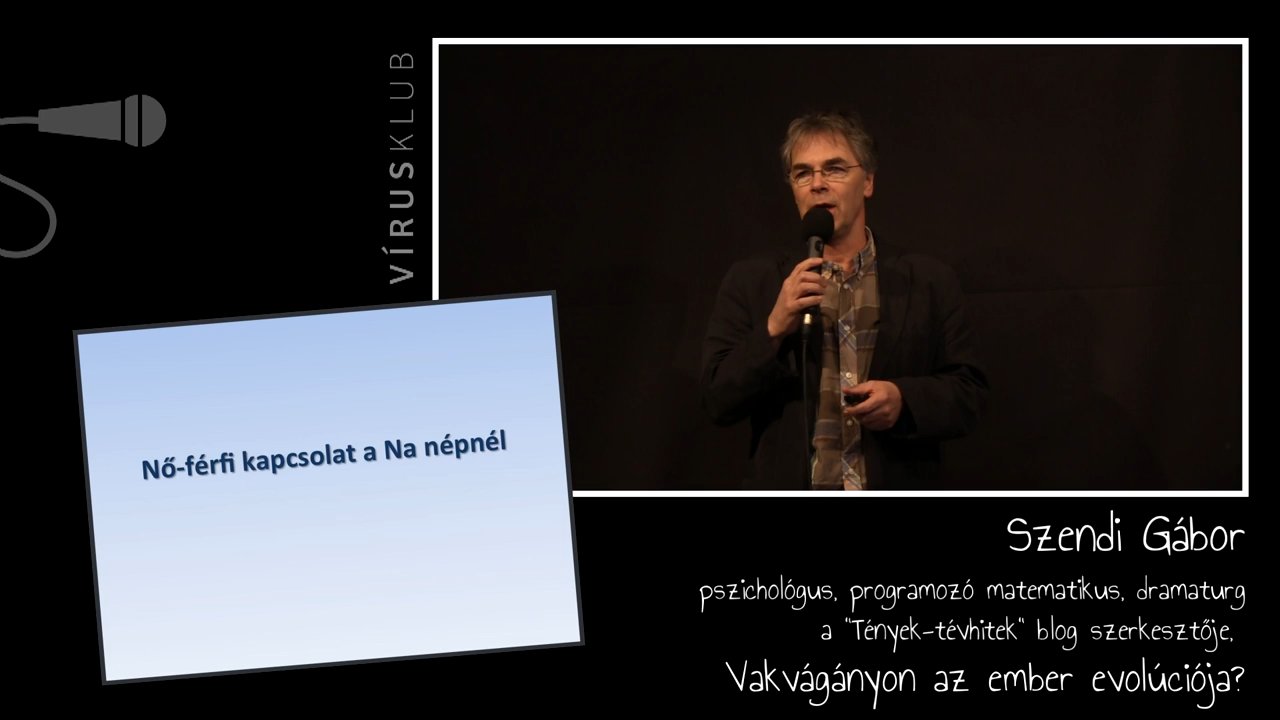 VÍRUSKLUB
Nő-férfi kapcsolat a Na népnél
Szendi Gábor
pszichológus, programozó matematikus, dramaturg
a "Tények-tévhitek" blog szerkesztője,
Vakvágányon az ember evolúciója?